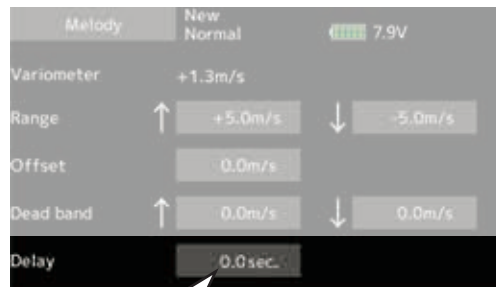 Melody New Normal 7.9V
Variometer +1.3m/s
Range ↑ +5.0m/s ↓ -5.0m/s
Offset 0.0m/s
Dead band ↑ 0.0m/s ↓ 0.0m/s
Delay 0.0 sec.